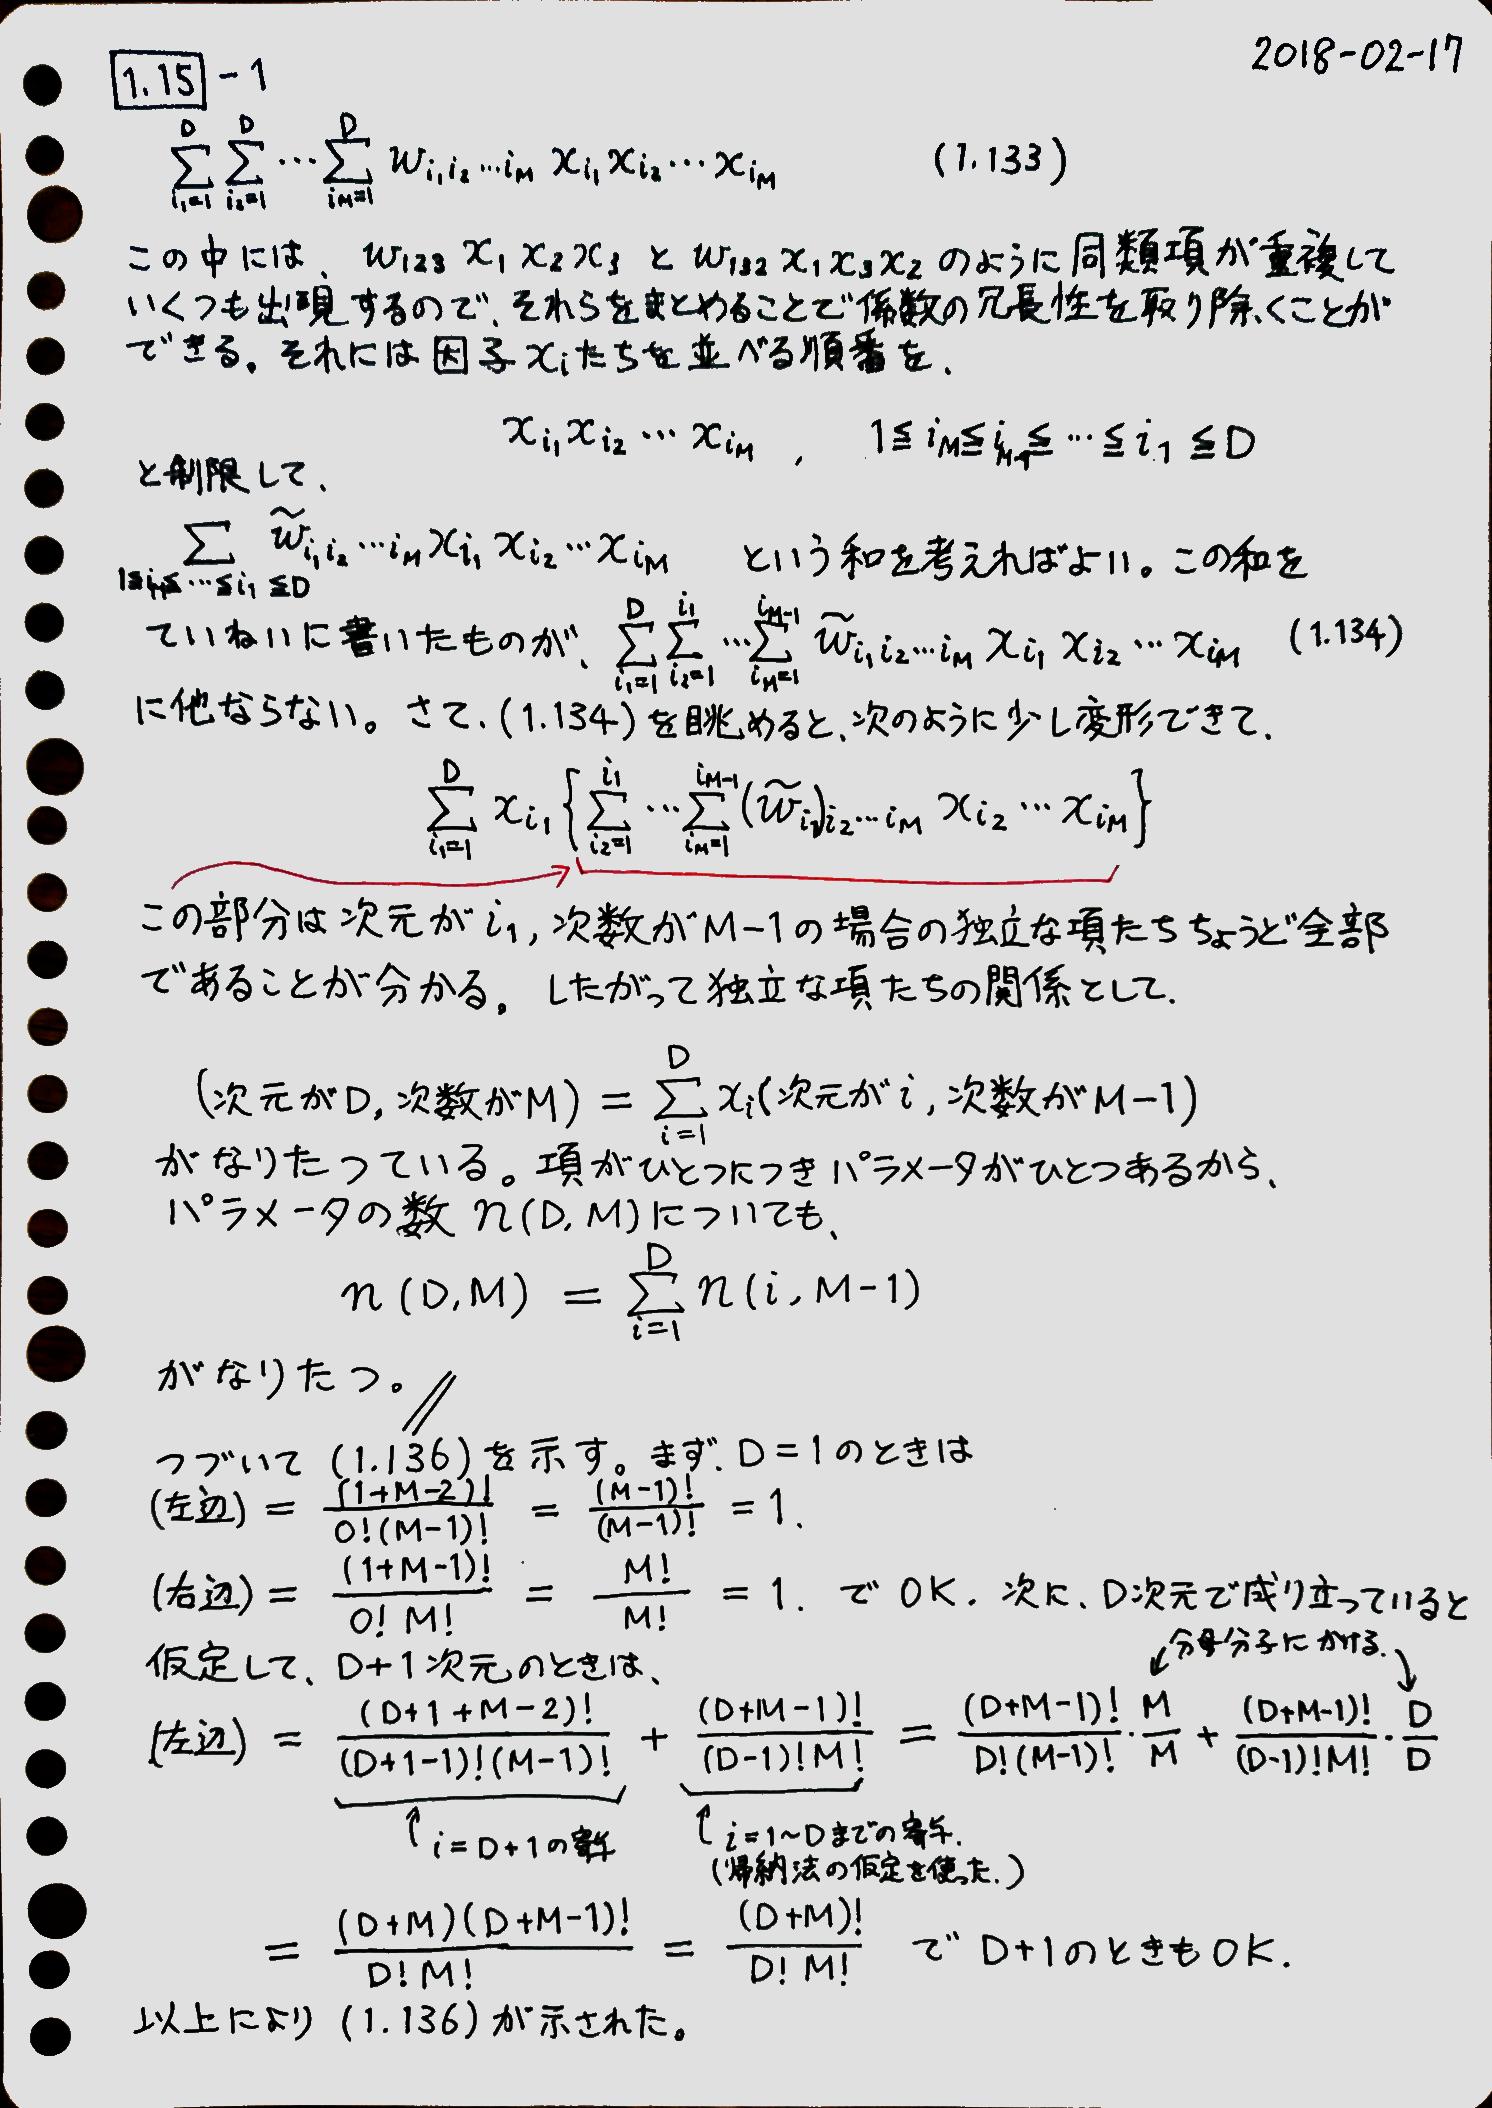 2018-02-17
1.15 -1
$\sum_{i_1=1}^{D} \sum_{i_2=1}^{D} \cdots \sum_{i_M=1}^{D} w_{i_1 i_2 \cdots i_M} x_{i_1} x_{i_2} \cdots x_{i_M}$ (1.133)
この中には、$w_{123} x_1 x_2 x_3$ と $w_{132} x_1 x_3 x_2$ のように同類項が重複して
いくつも出現するので、それらをまとめることで係数の冗長性を取り除くことが
できる。それには因子 $x_i$ たちを並べる順番を、
$x_{i_1} x_{i_2} \cdots x_{i_M}$ , $1 \leqq i_M \leqq i_{M-1} \leqq \cdots \leqq i_1 \leqq D$
と制限して、
$\sum_{1 \leqq i_M \leqq \cdots \leqq i_1 \leqq D} \widetilde{w}_{i_1 i_2 \cdots i_M} x_{i_1} x_{i_2} \cdots x_{i_M}$ という和を考えればよい。この和を
ていねいに書いたものが、$\sum_{i_1=1}^{D} \sum_{i_2=1}^{i_1} \cdots \sum_{i_M=1}^{i_{M-1}} \widetilde{w}_{i_1 i_2 \cdots i_M} x_{i_1} x_{i_2} \cdots x_{i_M}$ (1.134)
に他ならない。さて、(1.134)を眺めると、次のように少し変形できて、
$\sum_{i_1=1}^{D} x_{i_1} \left\{ \sum_{i_2=1}^{i_1} \cdots \sum_{i_M=1}^{i_{M-1}} (\widetilde{w}_{i_1})_{i_2 \cdots i_M} x_{i_2} \cdots x_{i_M} \right\}$
この部分は次元が $i_1$, 次数が M-1 の場合の独立な項たちちょうど全部
であることが分かる。したがって独立な項たちの関係として、
(次元がD, 次数がM) = $\sum_{i=1}^{D} x_i$(次元が i, 次数が M-1)
がなりたっている。項がひとつにつきパラメータがひとつあるから、
パラメータの数 n(D,M)についても、
$n(D,M) = \sum_{i=1}^{D} n(i, M-1)$
がなりたつ。//
つづいて (1.136)を示す。まず、D=1のときは
(左辺) = $\frac{(1+M-2)!}{0!(M-1)!} = \frac{(M-1)!}{(M-1)!} = 1.$
(右辺) = $\frac{(1+M-1)!}{0!M!} = \frac{M!}{M!} = 1.$ でOK. 次に、D次元で成り立っていると
仮定して、D+1次元のときは、
分母分子にかける.
(左辺) = $\frac{(D+1+M-2)!}{(D+1-1)!(M-1)!} + \frac{(D+M-1)!}{(D-1)!M!} = \frac{(D+M-1)!}{D!(M-1)!} \cdot \frac{M}{M} + \frac{(D+M-1)!}{(D-1)!M!} \cdot \frac{D}{D}$
i=D+1の寄与
i=1~Dまでの寄与.
(帰納法の仮定を使った.)
$= \frac{(D+M)(D+M-1)!}{D!M!} = \frac{(D+M)!}{D!M!}$ で D+1のときもOK.
以上により (1.136)が示された。